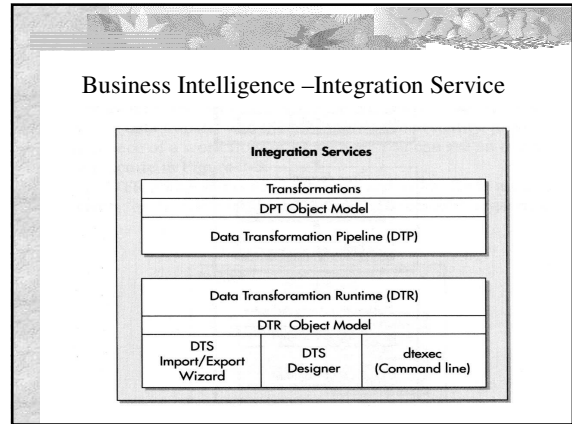 Business Intelligence –Integration Service
Integration Services
Transformations
DPT Object Model
Data Transformation Pipeline (DTP)
Data Transforamtion Runtime (DTR)
DTR Object Model
DTS
Import/Export
Wizard
DTS
Designer
dtexec
(Command line)